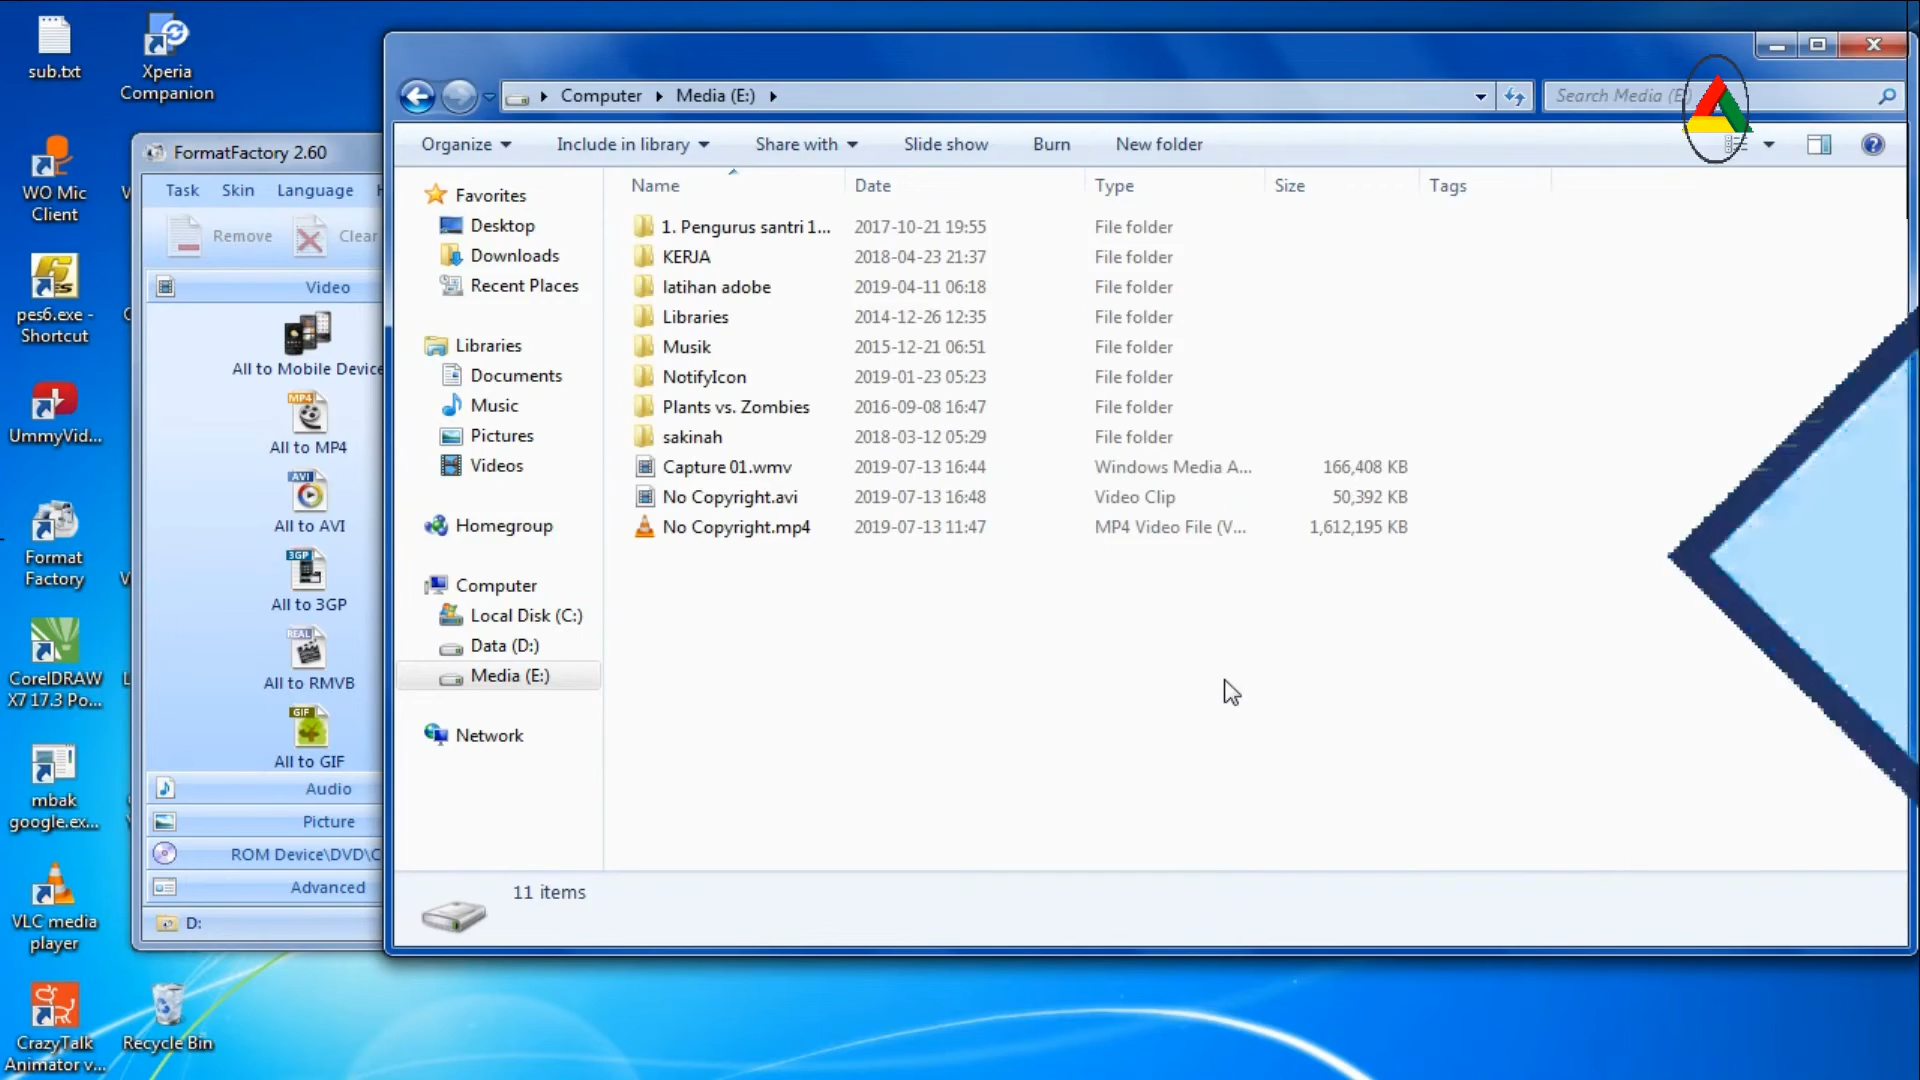 sub.txt
Xperia
Companion
WO Mic
Client
pes6.exe -
Shortcut
UmmyVid...
Format
Factory
CorelDRAW
X7 17.3 Po...
mbak
google.ex...
VLC media
player
CrazyTalk
Animator v...
Recycle Bin
FormatFactory 2.60
Task Skin Language
Remove Clear
Video
All to Mobile Device
MP4
All to MP4
AVI
All to AVI
3GP
All to 3GP
REAL
All to RMVB
GIF
All to GIF
Audio
Picture
ROM Device\DVD\C
Advanced
D:
Computer Media (E:)
Search Media (E
Organize Include in library Share with Slide show Burn New folder
Favorites
Desktop
Downloads
Recent Places
Libraries
Documents
Music
Pictures
Videos
Homegroup
Computer
Local Disk (C:)
Data (D:)
Media (E:)
Network
Name Date Type Size Tags
1. Pengurus santri 1... 2017-10-21 19:55 File folder
KERJA 2018-04-23 21:37 File folder
latihan adobe 2019-04-11 06:18 File folder
Libraries 2014-12-26 12:35 File folder
Musik 2015-12-21 06:51 File folder
NotifyIcon 2019-01-23 05:23 File folder
Plants vs. Zombies 2016-09-08 16:47 File folder
sakinah 2018-03-12 05:29 File folder
Capture 01.wmv 2019-07-13 16:44 Windows Media A... 166,408 KB
No Copyright.avi 2019-07-13 16:48 Video Clip 50,392 KB
No Copyright.mp4 2019-07-13 11:47 MP4 Video File (V... 1,612,195 KB
11 items